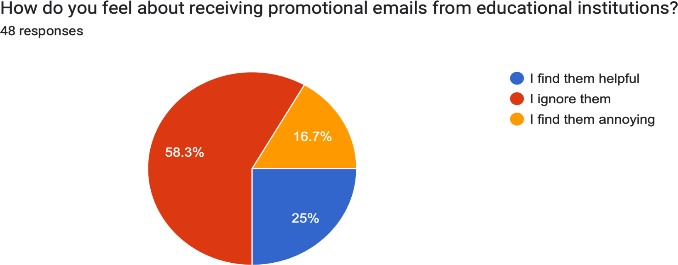 How do you feel about receiving promotional emails from educational institutions?
48 responses
I find them helpful
I ignore them
I find them annoying
16.7%
58.3%
25%